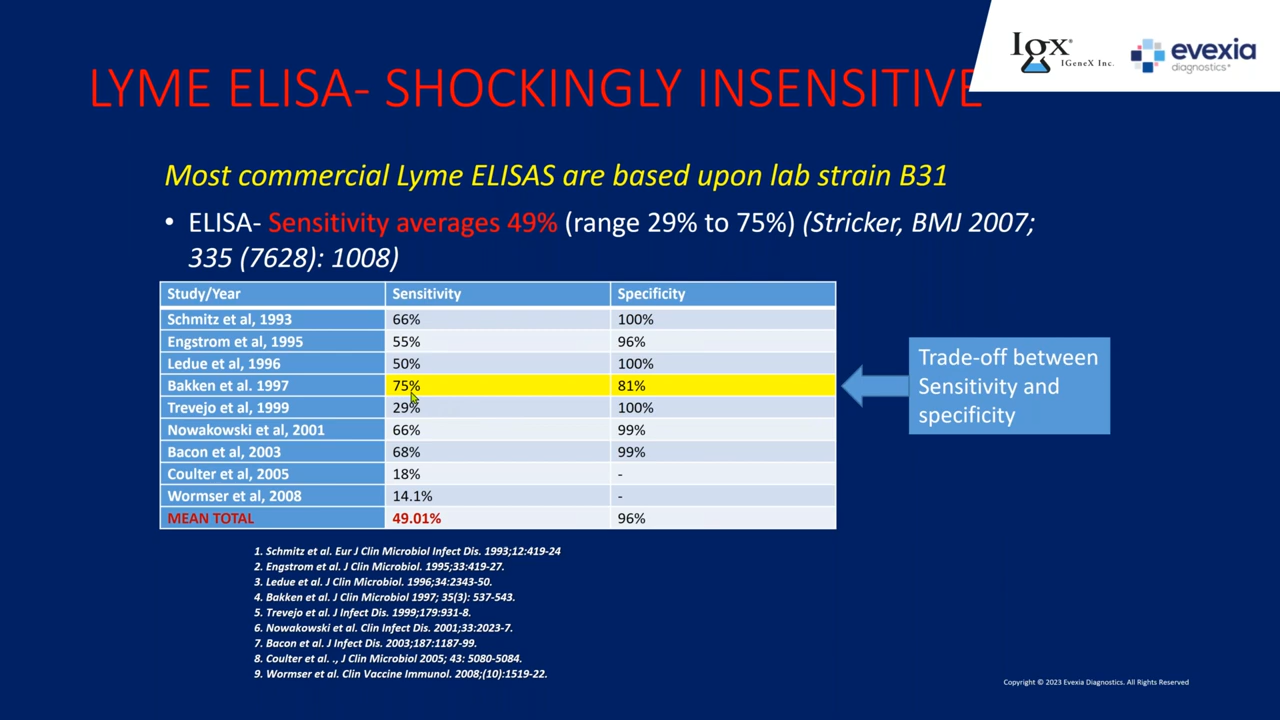 Igx®
IGeneX Inc.
evexia
diagnostics®
LYME ELISA- SHOCKINGLY INSENSITIVE
Most commercial Lyme ELISAS are based upon lab strain B31
• ELISA- Sensitivity averages 49% (range 29% to 75%) (Stricker, BMJ 2007;
335 (7628): 1008)
Study/Year Sensitivity Specificity
Schmitz et al, 1993 66% 100%
Engstrom et al, 1995 55% 96%
Ledue et al, 1996 50% 100%
Bakken et al. 1997 75% 81%
Trevejo et al, 1999 29% 100%
Nowakowski et al, 2001 66% 99%
Bacon et al, 2003 68% 99%
Coulter et al, 2005 18% -
Wormser et al, 2008 14.1% -
MEAN TOTAL 49.01% 96%
Trade-off between
Sensitivity and
specificity
1. Schmitz et al. Eur J Clin Microbiol Infect Dis. 1993;12:419-24
2. Engstrom et al. J Clin Microbiol. 1995;33:419-27.
3. Ledue et al. J Clin Microbiol. 1996;34:2343-50.
4. Bakken et al. J Clin Microbiol 1997; 35(3): 537-543.
5. Trevejo et al. J Infect Dis. 1999;179:931-8.
6. Nowakowski et al. Clin Infect Dis. 2001;33:2023-7.
7. Bacon et al. J Infect Dis. 2003;187:1187-99.
8. Coulter et al. ., J Clin Microbiol 2005; 43: 5080-5084.
9. Wormser et al. Clin Vaccine Immunol. 2008;(10):1519-22.
Copyright © 2023 Evexia Diagnostics. All Rights Reserved